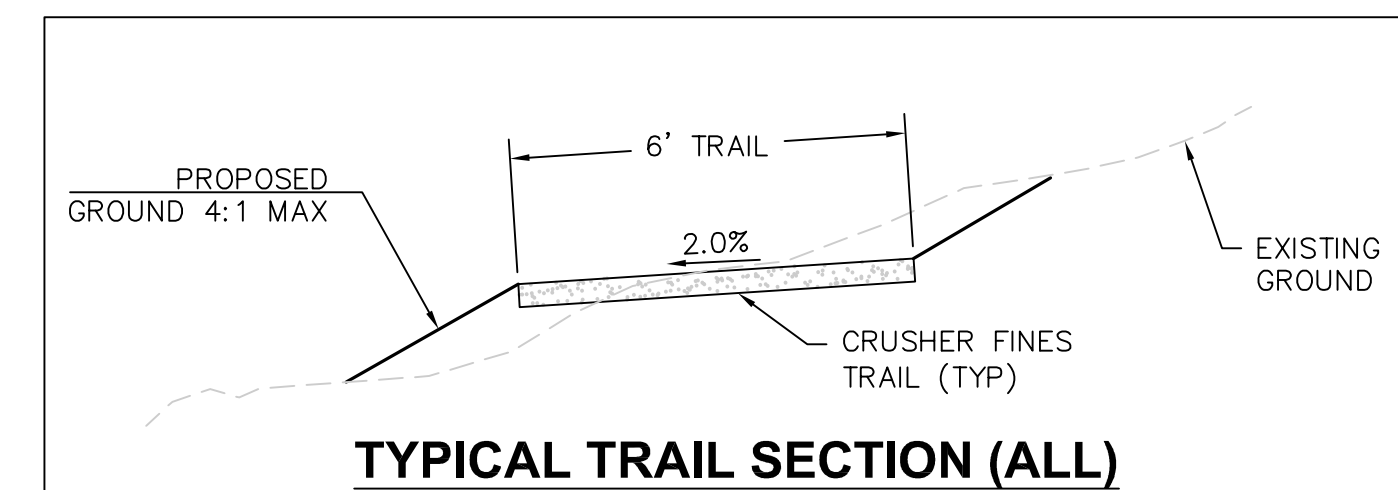 6' TRAIL
PROPOSED
GROUND 4:1 MAX
2.0%
EXISTING
GROUND
CRUSHER FINES
TRAIL (TYP)
TYPICAL TRAIL SECTION (ALL)